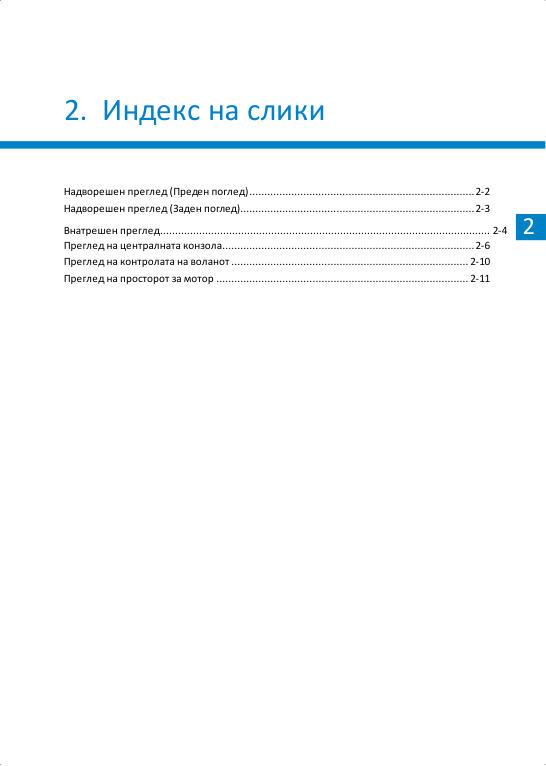 2. Индекс на слики
Надворешен преглед (Преден поглед)....................................................................................2-2
Надворешен преглед (Заден поглед)......................................................................................2-3
Внатрешен преглед.............................................................................................................. 2-4
2
Преглед на централната конзола...........................................................................................2-6
Преглед на контролата на воланот ...............................................................................2-10
Преглед на просторот за мотор ....................................................................................2-11